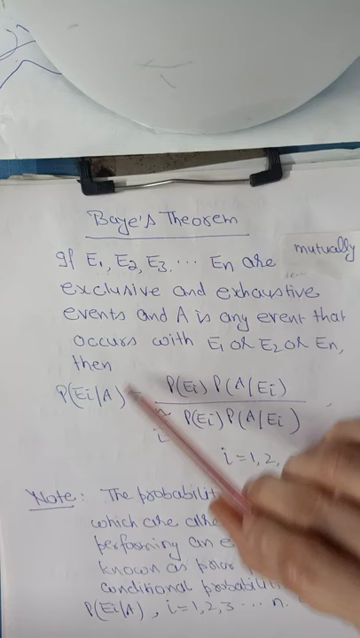 Baye's Theorem
If E1, E2, E3, ... En are mutually
exclusive and exhaustive
events and A is any event that
occurs with E1 or E2 or En,
then
P(Ei/A) = P(Ei) P(A/Ei)
P(Ei) P(A/Ei)
i = 1, 2,
Note: The
which are
performing an
known as
conditional
P(Ei/A), i = 1, 2, 3 ... n.